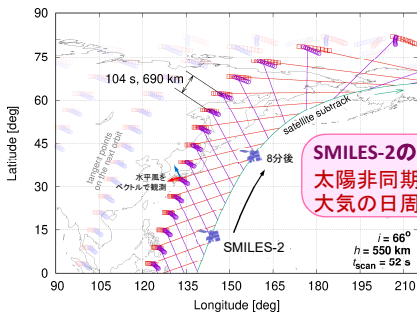 90
75
60
45
30
15
0
Latitude [deg]
90
105
120
135
150
165
180
195
210
Longitude [deg]
104 s, 690 km
satellite subtrack
tangent points
on the next orbit
水平風を
ベクトルで観測
8分後
SMILES-2
SMILES-2の
太陽非同期
大気の日周
i = 66°
h = 550 km
tscan = 52 s